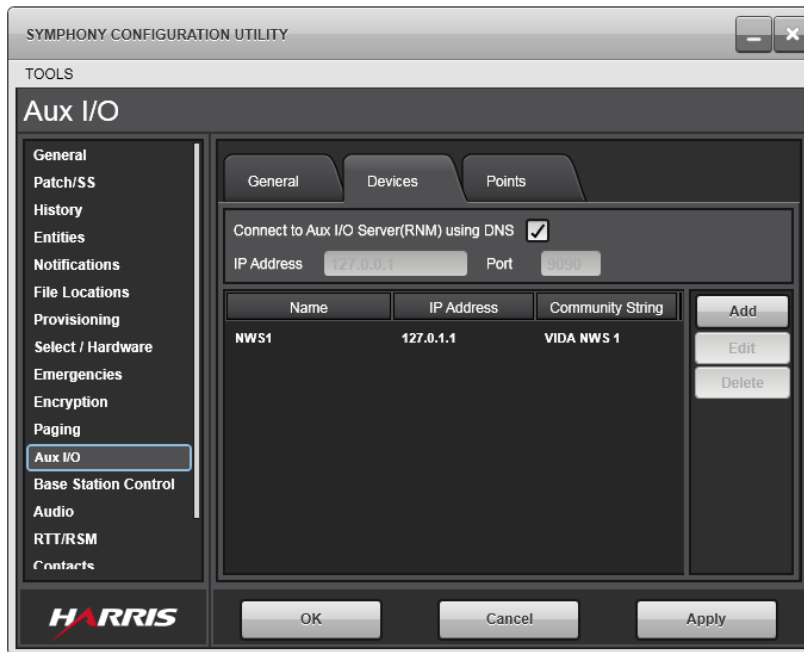 SYMPHONY CONFIGURATION UTILITY
TOOLS
Aux I/O
General
Patch/SS
History
Entities
Notifications
File Locations
Provisioning
Select / Hardware
Emergencies
Encryption
Paging
Aux I/O
Base Station Control
Audio
RTT/RSM
Contacts
General Devices Points
Connect to Aux I/O Server(RNM) using DNS
IP Address 127.0.0.1 Port 9090
Name IP Address Community String
NWS1 127.0.1.1 VIDA NWS 1
Add
Edit
Delete
HARRIS
OK Cancel Apply